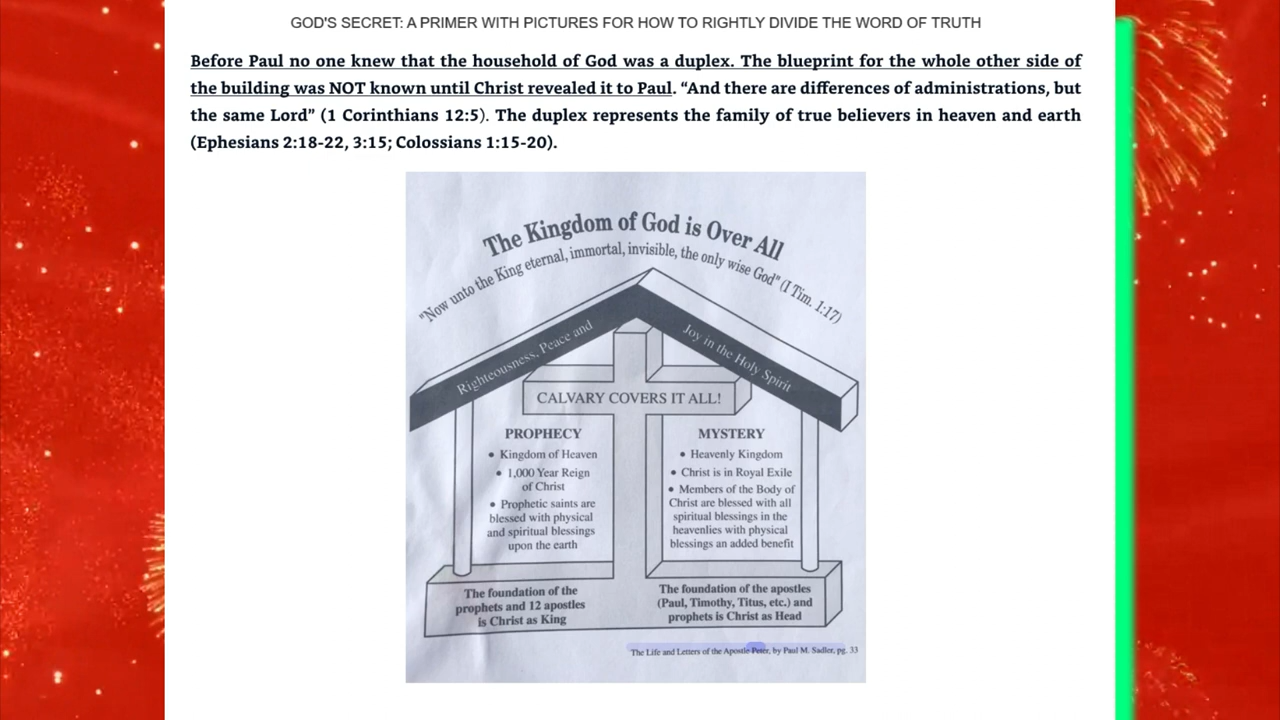 GOD'S SECRET: A PRIMER WITH PICTURES FOR HOW TO RIGHTLY DIVIDE THE WORD OF TRUTH
Before Paul no one knew that the household of God was a duplex. The blueprint for the whole other side of
the building was NOT known until Christ revealed it to Paul. “And there are differences of administrations, but
the same Lord” (1 Corinthians 12:5). The duplex represents the family of true believers in heaven and earth
(Ephesians 2:18-22, 3:15; Colossians 1:15-20).
The Kingdom of God is Over All
"Now unto the King eternal, immortal, invisible, the only wise God" (I Tim. 1:17)
Righteousness, Peace and
Joy in the Holy Spirit
CALVARY COVERS IT ALL!
PROPHECY
• Kingdom of Heaven
• 1,000 Year Reign
of Christ
• Prophetic saints are
blessed with physical
and spiritual blessings
upon the earth
MYSTERY
• Heavenly Kingdom
• Christ is in Royal Exile
• Members of the Body of
Christ are blessed with all
spiritual blessings in the
heavenlies with physical
blessings an added benefit
The foundation of the
prophets and 12 apostles
is Christ as King
The foundation of the apostles
(Paul, Timothy, Titus, etc.) and
prophets is Christ as Head
The Life and Letters of the Apostle Peter, by Paul M. Sadler, pg. 33